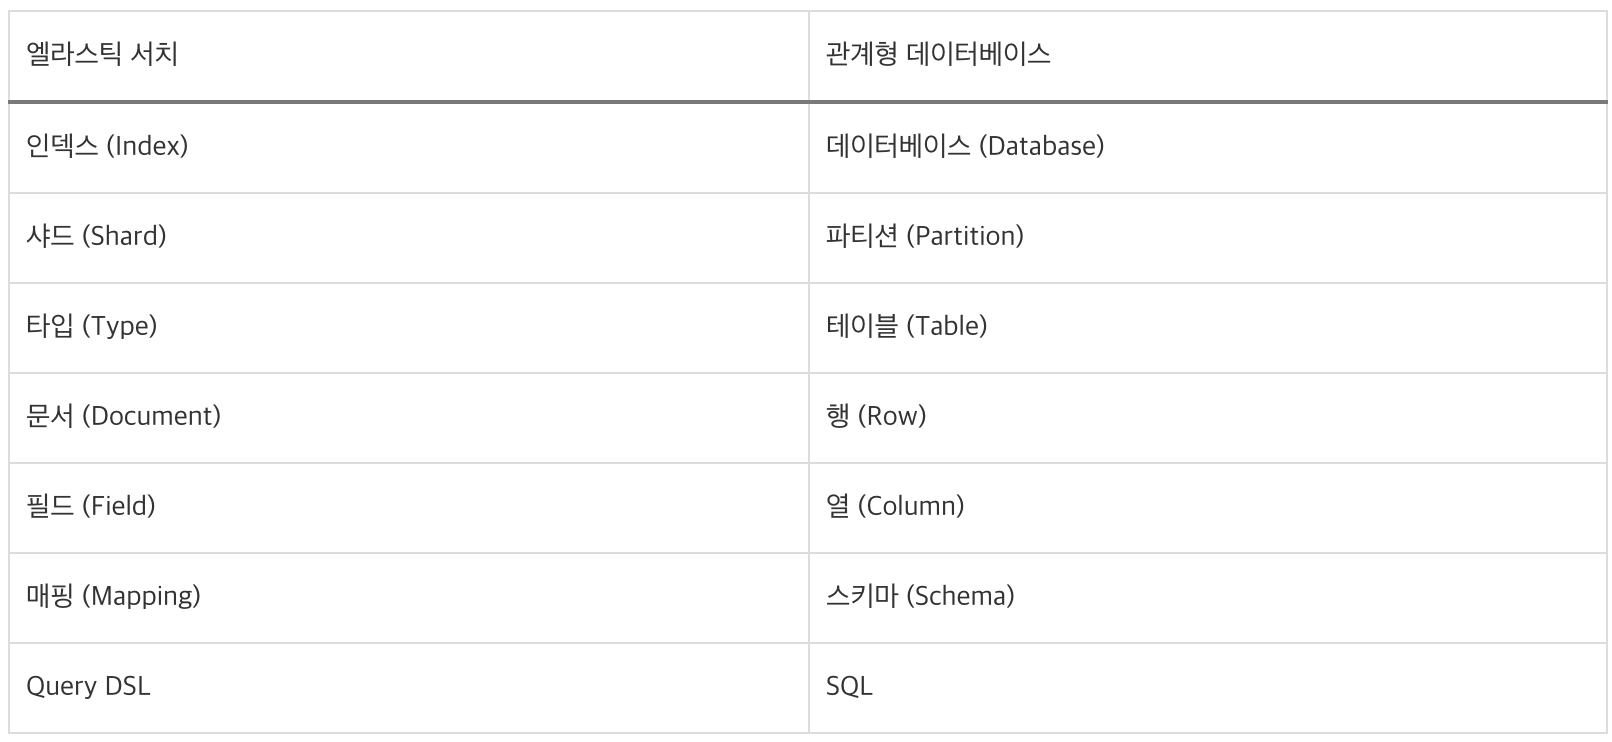 엘라스틱 서치 관계형 데이터베이스
인덱스 (Index) 데이터베이스 (Database)
샤드 (Shard) 파티션 (Partition)
타입 (Type) 테이블 (Table)
문서 (Document) 행 (Row)
필드 (Field) 열 (Column)
매핑 (Mapping) 스키마 (Schema)
Query DSL SQL